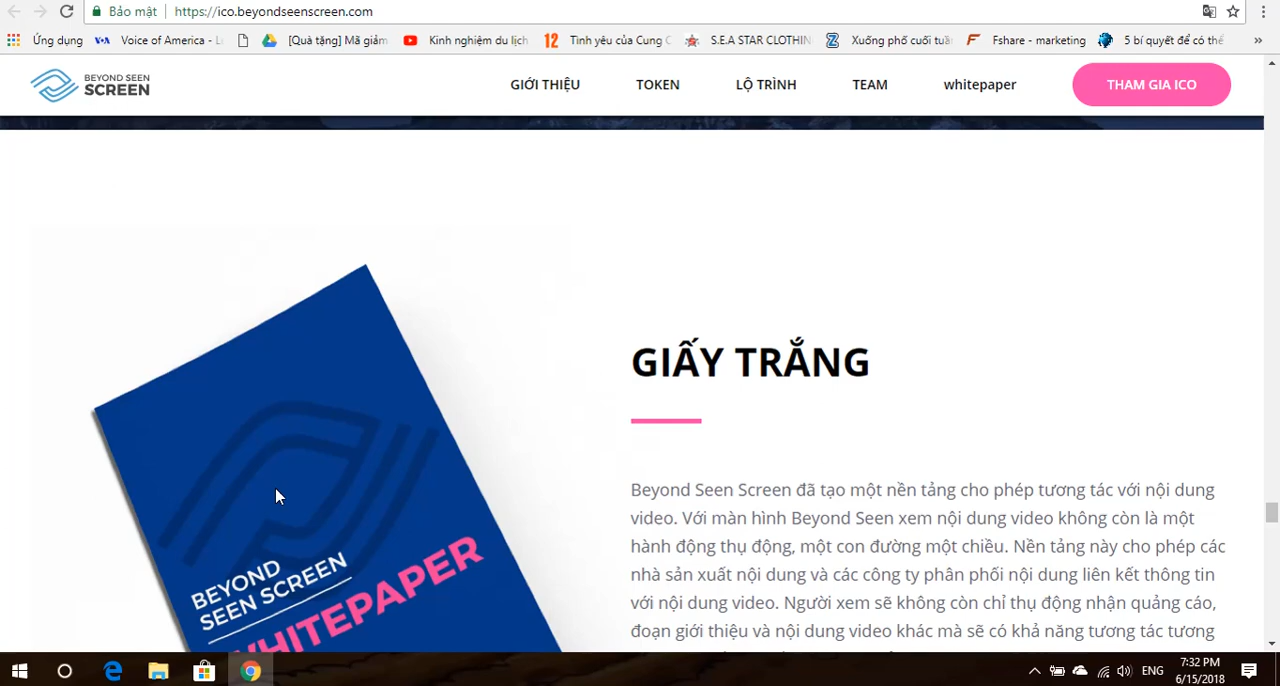 Bảo mật https://ico.beyondseenscreen.com
Ứng dụng VOA Voice of America - L [Quà tặng] Mã giảm Kinh nghiệm du lịch 12 Tình yêu của Cung C S.E.A STAR CLOTHIN Z Xuống phố cuối tuần F Fshare - marketing 5 bí quyết để có thể »
BEYOND SEEN
SCREEN
GIỚI THIỆU TOKEN LỘ TRÌNH TEAM whitepaper THAM GIA ICO
GIẤY TRẮNG
Beyond Seen Screen đã tạo một nền tảng cho phép tương tác với nội dung
video. Với màn hình Beyond Seen xem nội dung video không còn là một
hành động thụ động, một con đường một chiều. Nền tảng này cho phép các
nhà sản xuất nội dung và các công ty phân phối nội dung liên kết thông tin
với nội dung video. Người xem sẽ không còn chỉ thụ động nhận quảng cáo,
đoạn giới thiệu và nội dung video khác mà sẽ có khả năng tương tác tương
BEYOND
SEEN SCREEN
WHITEPAPER
ENG
7:32 PM
6/15/2018